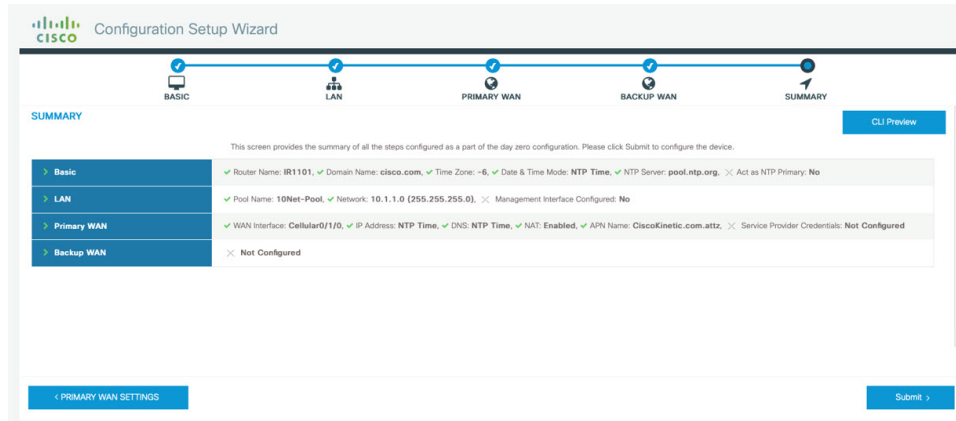 CISCO
Configuration Setup Wizard
BASIC
LAN
PRIMARY WAN
BACKUP WAN
SUMMARY
SUMMARY
CLI Preview
This screen provides the summary of all the steps configured as a part of the day zero configuration. Please click Submit to configure the device.
> Basic
✓ Router Name: IR1101, ✓ Domain Name: cisco.com, ✓ Time Zone: -6, ✓ Date & Time Mode: NTP Time, ✓ NTP Server: pool.ntp.org, ✕ Act as NTP Primary: No
> LAN
✓ Pool Name: 10Net-Pool, ✓ Network: 10.1.1.0 (255.255.255.0), ✕ Management Interface Configured: No
> Primary WAN
✓ WAN Interface: Cellular0/1/0, ✓ IP Address: NTP Time, ✓ DNS: NTP Time, ✓ NAT: Enabled, ✓ APN Name: CiscoKinetic.com.attz, ✕ Service Provider Credentials: Not Configured
> Backup WAN
✕ Not Configured
< PRIMARY WAN SETTINGS
Submit >